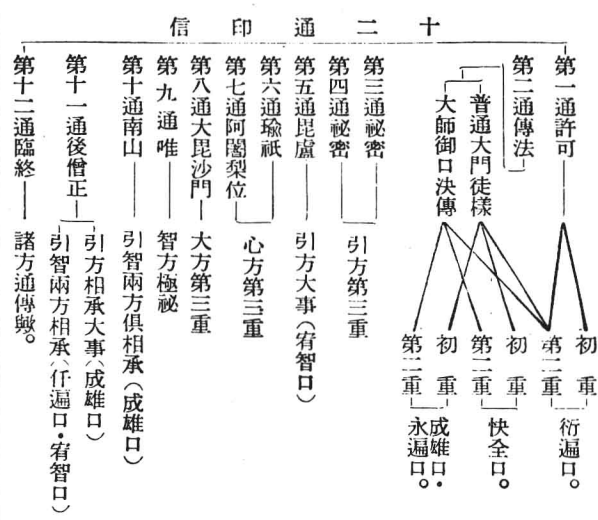 十二通印信
第一通許可
第二通傳法
普通大門徒樣
大師御口決傳
初重
第二重
衍遍口。
初重
第二重
快全口。
初重
第二重
成雄口・
永遍口。
第三通祕密
第四通祕密
引方第三重
第五通毘盧
引方大事(宥智口)
第六通瑜祇
第七通阿闍梨位
心方第三重
第八通大毘沙門
大方第三重
第九通唯
智方極祕
第十通南山
引智兩方倶相承(成雄口)
第十一通後僧正
引方相承大事(成雄口)
引智兩方相承(仟遍口・宥智口)
第十二通臨終
諸方通傳歟。